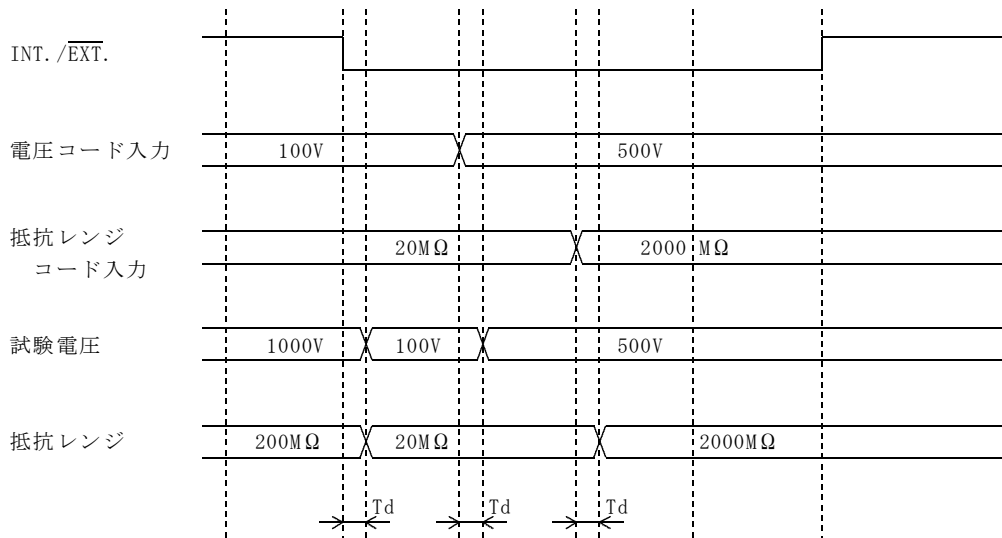 INT./EXT.
電圧コード入力 100V 500V
抵抗レンジ
コード入力 20MΩ 2000 MΩ
試験電圧 1000V 100V 500V
抵抗レンジ 200MΩ 20MΩ 2000MΩ
Td Td Td